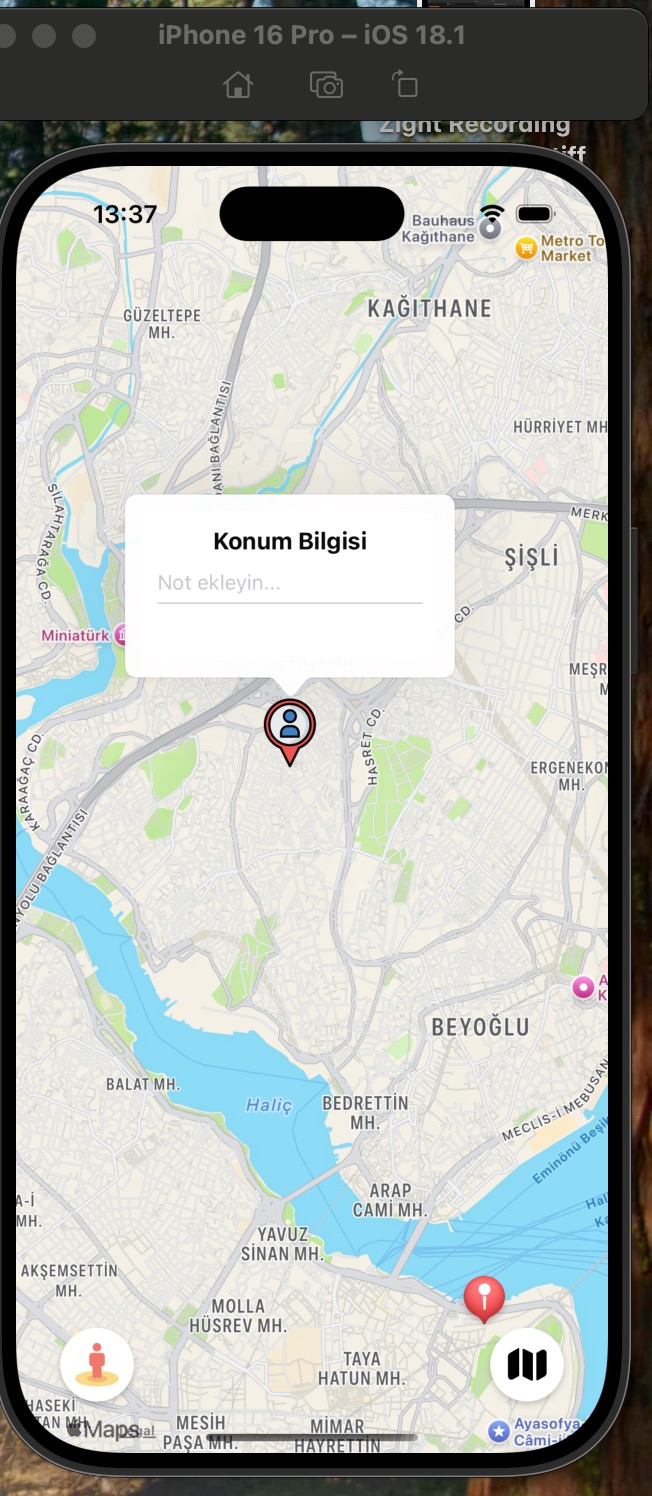 iPhone 16 Pro – iOS 18.1
Zight Recording
13:37
Bauhaus
Kağıthane
Metro To
Market
KAĞITHANE
GÜZELTEPE
MH.
HÜRRİYET MH
BAĞLANTISI
SİLAHTARAĞA CD.
MERK
Konum Bilgisi
Not ekleyin...
ŞİŞLİ
CD.
Miniatürk
MEŞR
M
HASRET CD.
KARAAĞAÇ CD.
ERGENEKON
MH.
YOLU BAĞLANTISI
A
K
BEYOĞLU
BALAT MH.
Haliç
BEDRETTİN
MH.
MECLİS-İ MEBUSAN
Eminönü Beşik
ARAP
CAMİ MH.
A-İ
MH.
Hal
Ka
YAVUZ
SİNAN MH.
AKŞEMSETTİN
MH.
MOLLA
HÜSREV MH.
TAYA
HATUN MH.
HASEKİ
TAN MH.
Maps
Legal
MESİH
PAŞA MH.
MİMAR
HAYRETTİN
Ayasofya
Câmi-i